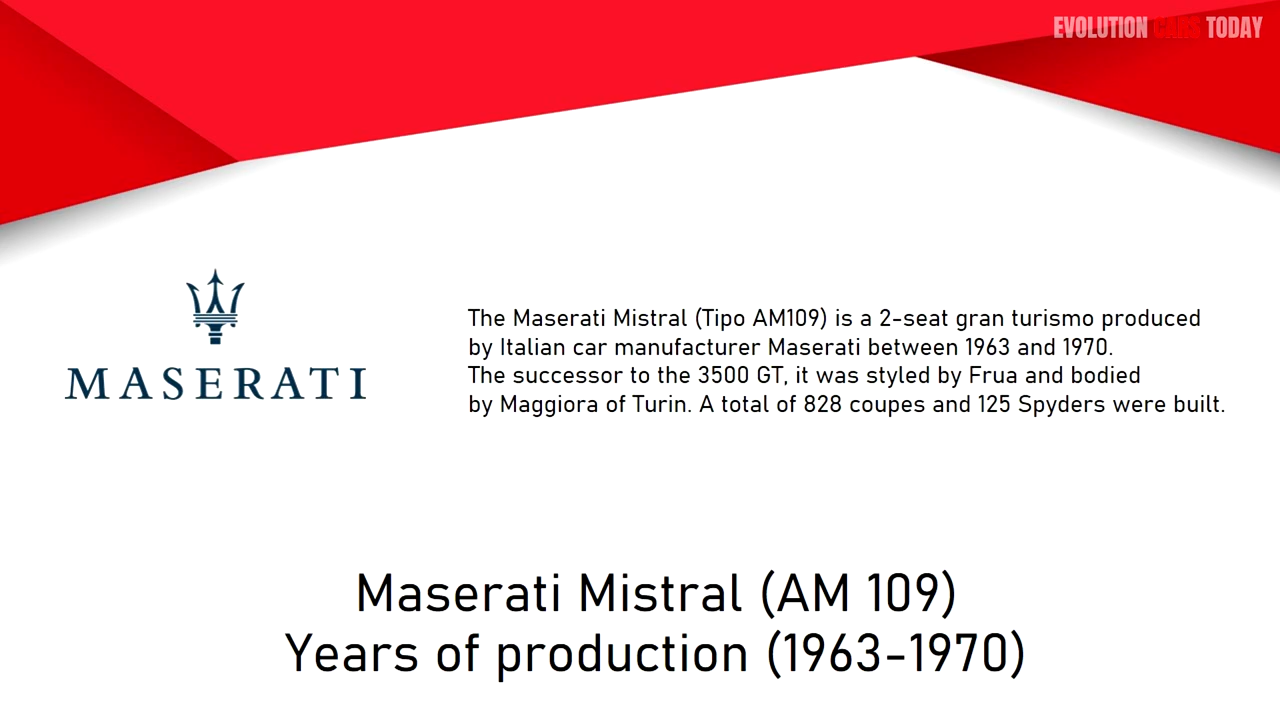 EVOLUTION CARS TODAY
MASERATI
The Maserati Mistral (Tipo AM109) is a 2-seat gran turismo produced
by Italian car manufacturer Maserati between 1963 and 1970.
The successor to the 3500 GT, it was styled by Frua and bodied
by Maggiora of Turin. A total of 828 coupes and 125 Spyders were built.
Maserati Mistral (AM 109)
Years of production (1963-1970)